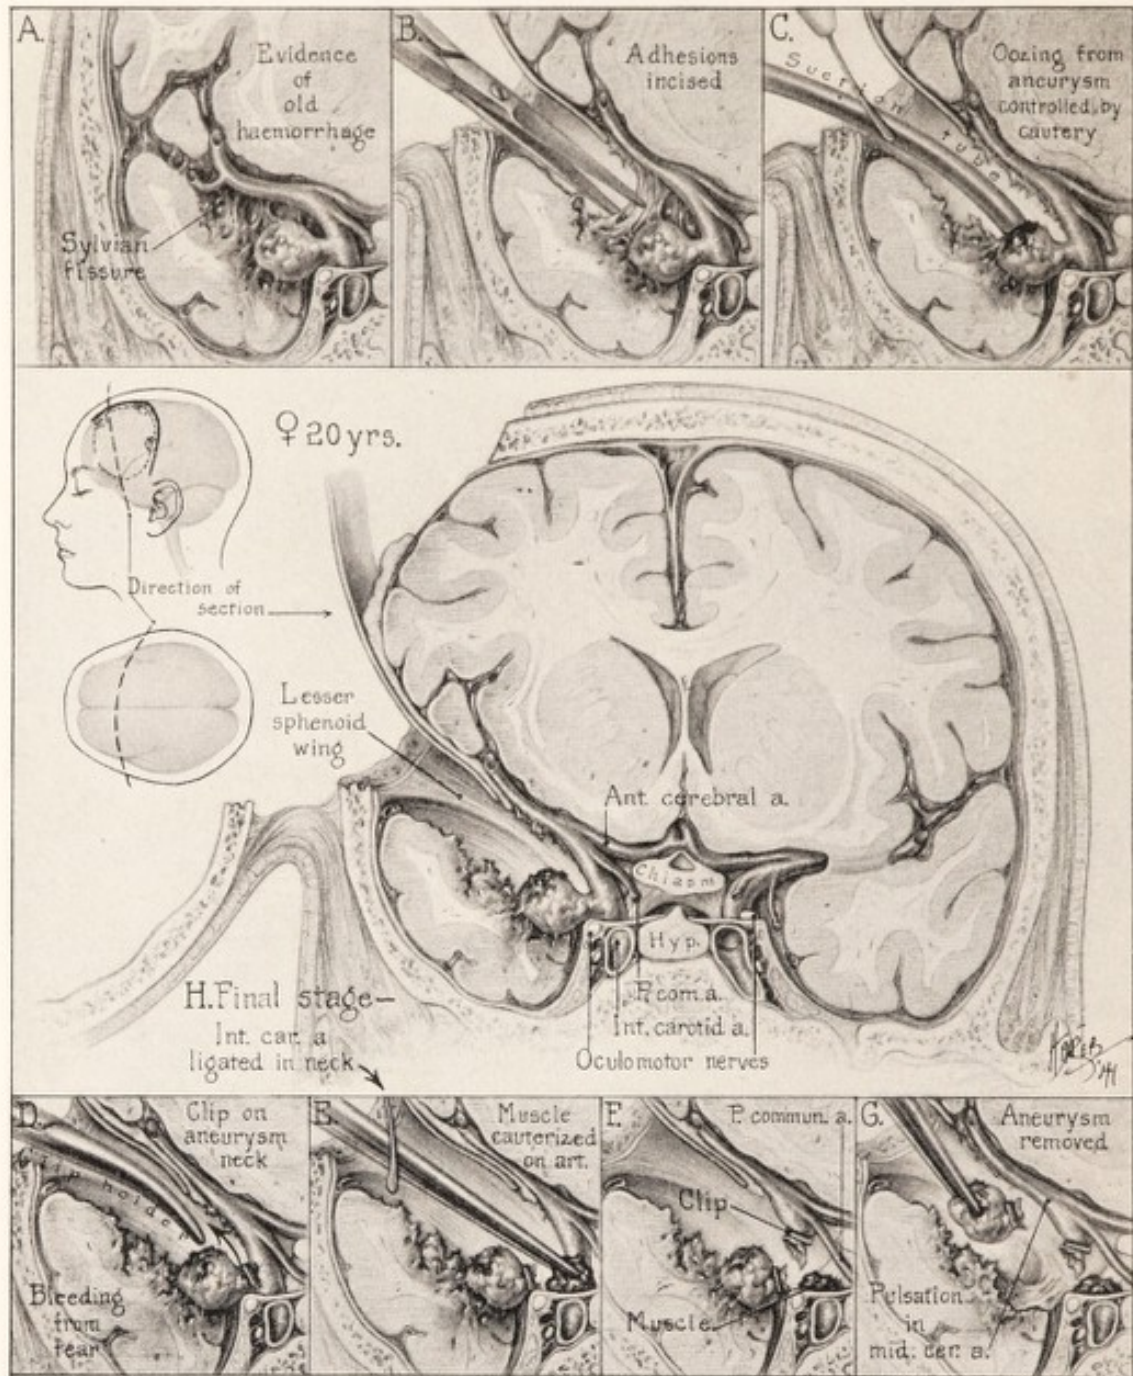 A.
Evidence
of
old
haemorrhage
Sylvian
fissure
B.
Adhesions
incised
C.
Suction tube
Oozing from
aneurysm
controlled by
cautery
♀ 20 yrs.
Direction of
section
Lesser
sphenoid
wing
Ant. cerebral a.
Chiasm
Hyp.
P. com. a.
Int. carotid a.
Oculomotor nerves
H. Final stage—
Int. car. a
ligated in neck
'44
D.
Clip on
aneurysm
neck
Clip holder
Bleeding
from
tear
E.
Muscle
cauterized
on art.
F.
P. commun. a.
Clip
Muscle
G.
Aneurysm
removed
Pulsation
in
mid. cer. a.